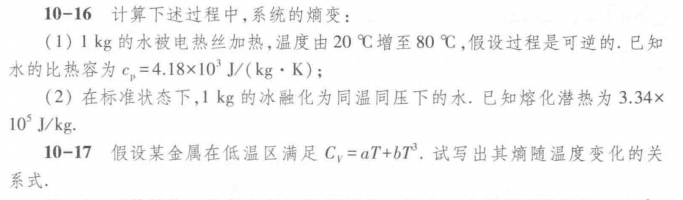 10-16 计算下述过程中,系统的熵变:
(1) 1 kg 的水被电热丝加热,温度由 20 ℃增至 80 ℃,假设过程是可逆的. 已知
水的比热容为 cₚ=4.18×10³ J/(kg·K);
(2) 在标准状态下,1 kg 的冰融化为同温同压下的水. 已知熔化潜热为 3.34×
10⁵ J/kg.
10-17 假设某金属在低温区满足 C_V=aT+bT³. 试写出其熵随温度变化的关
系式.